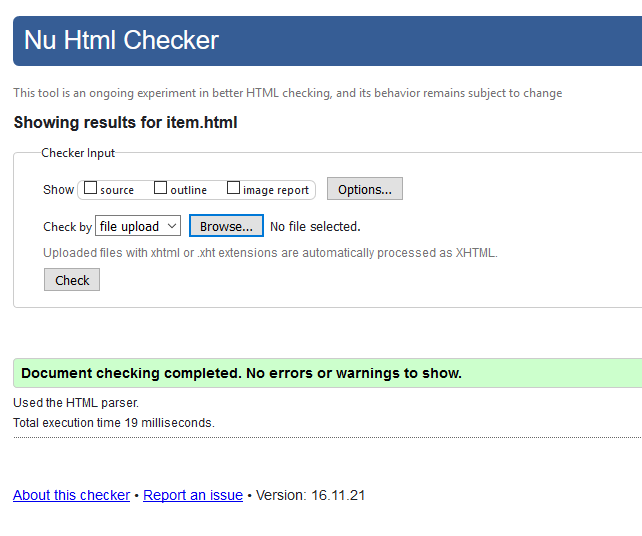 Nu Html Checker
This tool is an ongoing experiment in better HTML checking, and its behavior remains subject to change
Showing results for item.html
Checker Input
Show source outline image report Options...
Check by file upload Browse... No file selected.
Uploaded files with xhtml or .xht extensions are automatically processed as XHTML.
Check
Document checking completed. No errors or warnings to show.
Used the HTML parser.
Total execution time 19 milliseconds.
About this checker • Report an issue • Version: 16.11.21